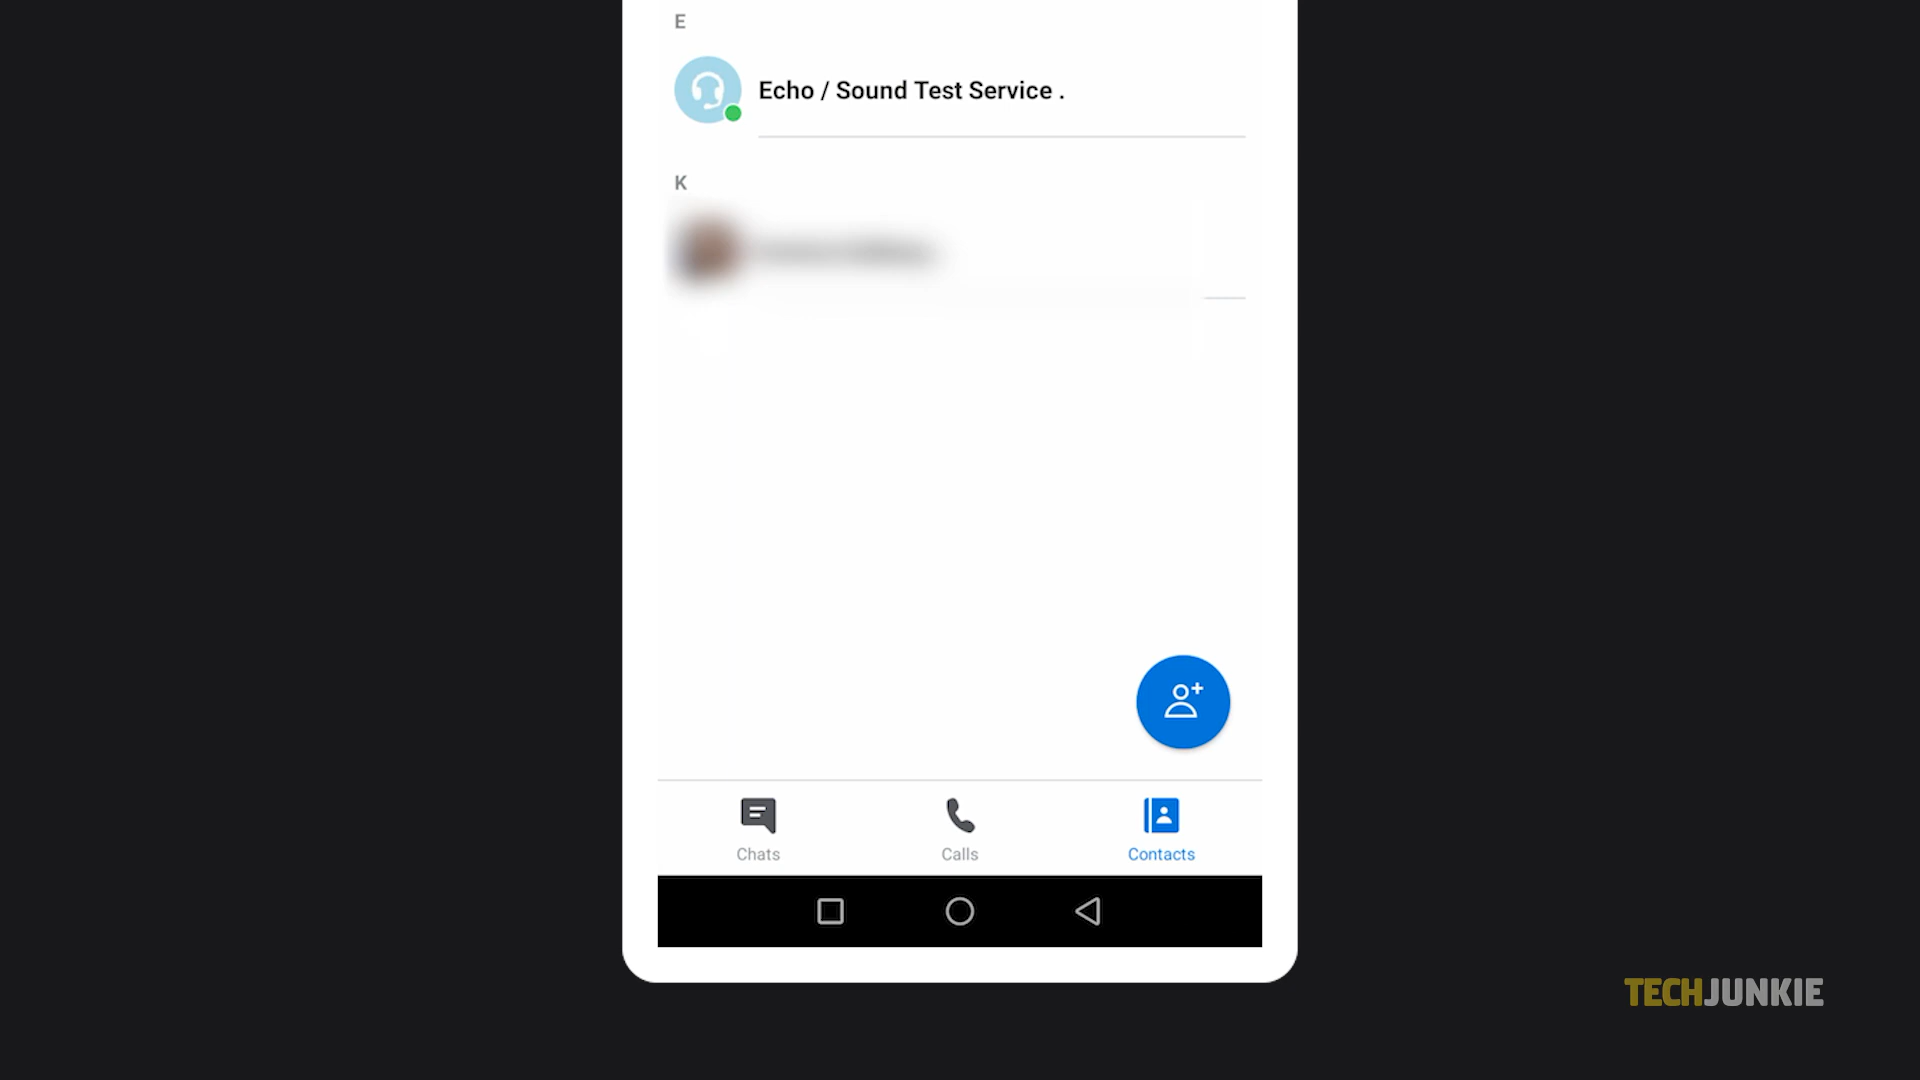 E
Echo / Sound Test Service .
K
Chats
Calls
Contacts
TECHJUNKIE